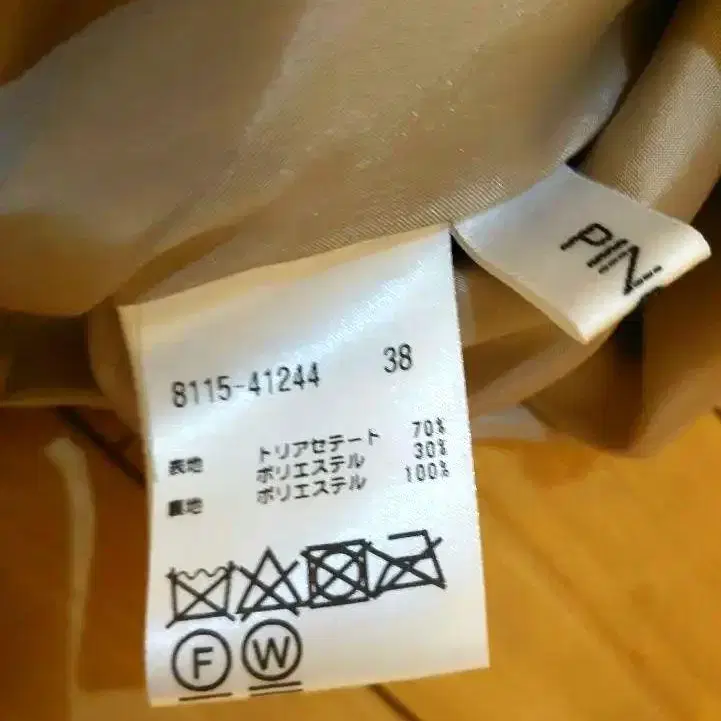 PIN
8115-41244 38
表地 トリアセテート 70%
ポリエステル 30%
裏地 ポリエステル 100%
F W